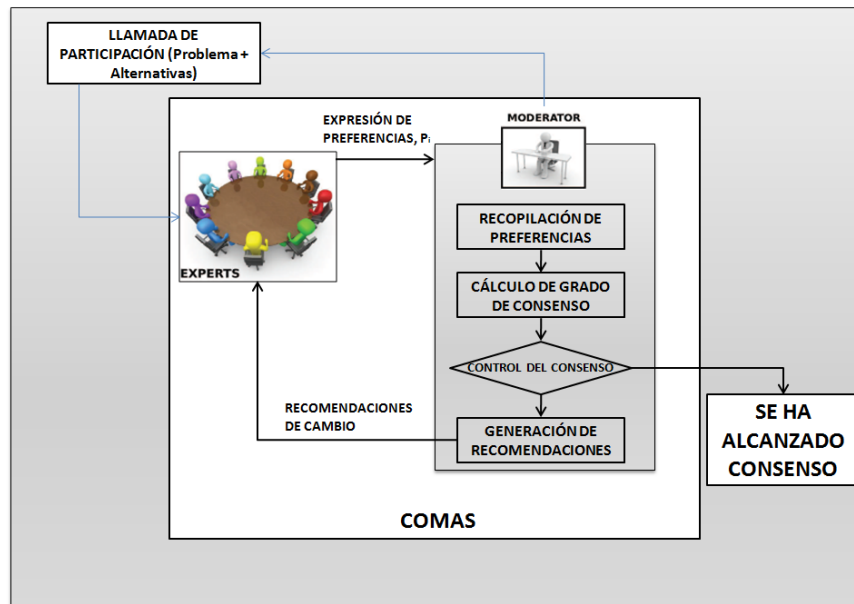 LLAMADA DE
PARTICIPACIÓN (Problema +
Alternativas)
EXPRESIÓN DE
PREFERENCIAS, Pᵢ
MODERATOR
EXPERTS
RECOPILACIÓN DE
PREFERENCIAS
CÁLCULO DE GRADO
DE CONSENSO
CONTROL DEL CONSENSO
RECOMENDACIONES
DE CAMBIO
GENERACIÓN DE
RECOMENDACIONES
SE HA
ALCANZADO
CONSENSO
COMAS